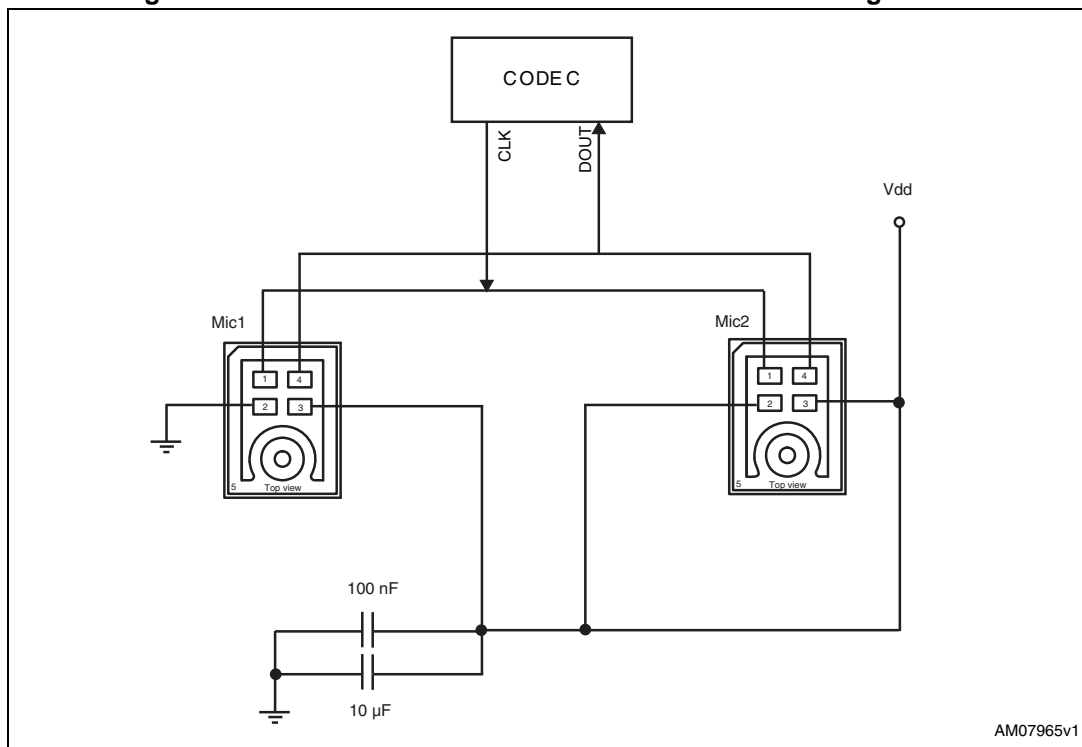 CODEC
CLK
DOUT
Vdd
Mic1
Mic2
1 4
2 3
5 Top view
1 4
2 3
5 Top view
100 nF
10 µF
AM07965v1